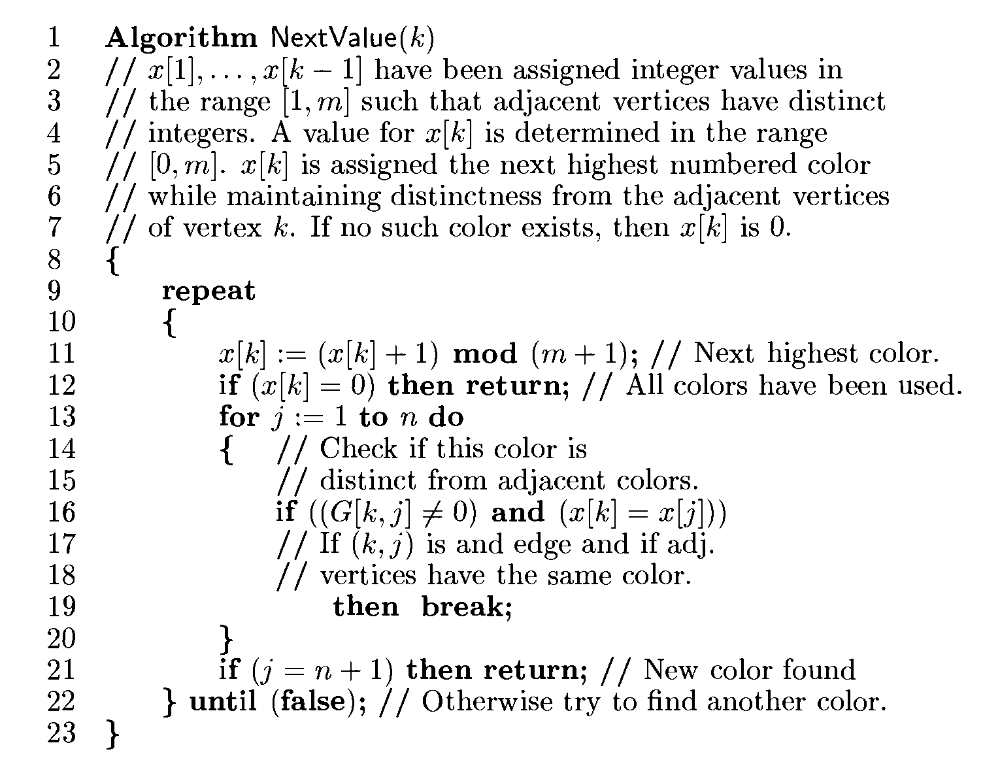 1 Algorithm NextValue(k)
2 // x[1], . . . , x[k − 1] have been assigned integer values in
3 // the range [1, m] such that adjacent vertices have distinct
4 // integers. A value for x[k] is determined in the range
5 // [0, m]. x[k] is assigned the next highest numbered color
6 // while maintaining distinctness from the adjacent vertices
7 // of vertex k. If no such color exists, then x[k] is 0.
8 {
9 repeat
10 {
11 x[k] := (x[k] + 1) mod (m + 1); // Next highest color.
12 if (x[k] = 0) then return; // All colors have been used.
13 for j := 1 to n do
14 { // Check if this color is
15 // distinct from adjacent colors.
16 if ((G[k, j] ≠ 0) and (x[k] = x[j]))
17 // If (k, j) is and edge and if adj.
18 // vertices have the same color.
19 then break;
20 }
21 if (j = n + 1) then return; // New color found
22 } until (false); // Otherwise try to find another color.
23 }